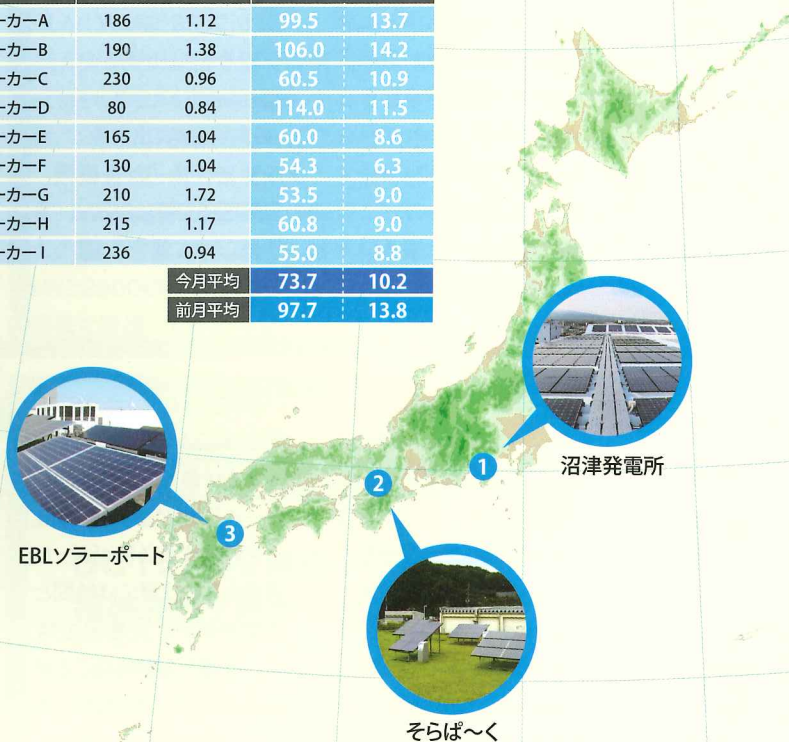 ーカーA 186 1.12 99.5 13.7
ーカーB 190 1.38 106.0 14.2
ーカーC 230 0.96 60.5 10.9
ーカーD 80 0.84 114.0 11.5
ーカーE 165 1.04 60.0 8.6
ーカーF 130 1.04 54.3 6.3
ーカーG 210 1.72 53.5 9.0
ーカーH 215 1.17 60.8 9.0
ーカーI 236 0.94 55.0 8.8
今月平均 73.7 10.2
前月平均 97.7 13.8
1
沼津発電所
2
3
EBLソラーポート
そらぱ～く